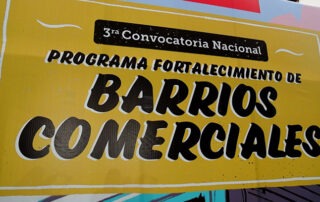 3ra Convocatoria Nacional
PROGRAMA FORTALECIMIENTO DE
BARRIOS
COMERCIALES